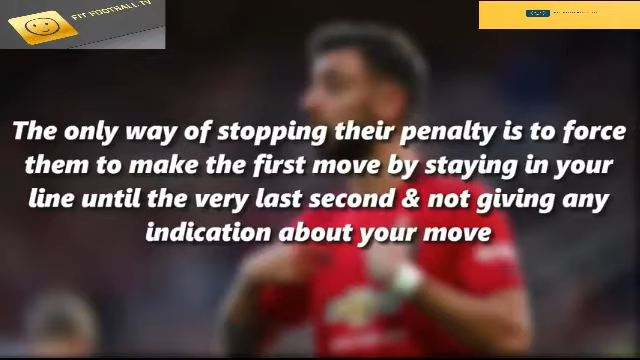 FIT FOOTBALL TV
The only way of stopping their penalty is to force
them to make the first move by staying in your
line until the very last second & not giving any
indication about your move